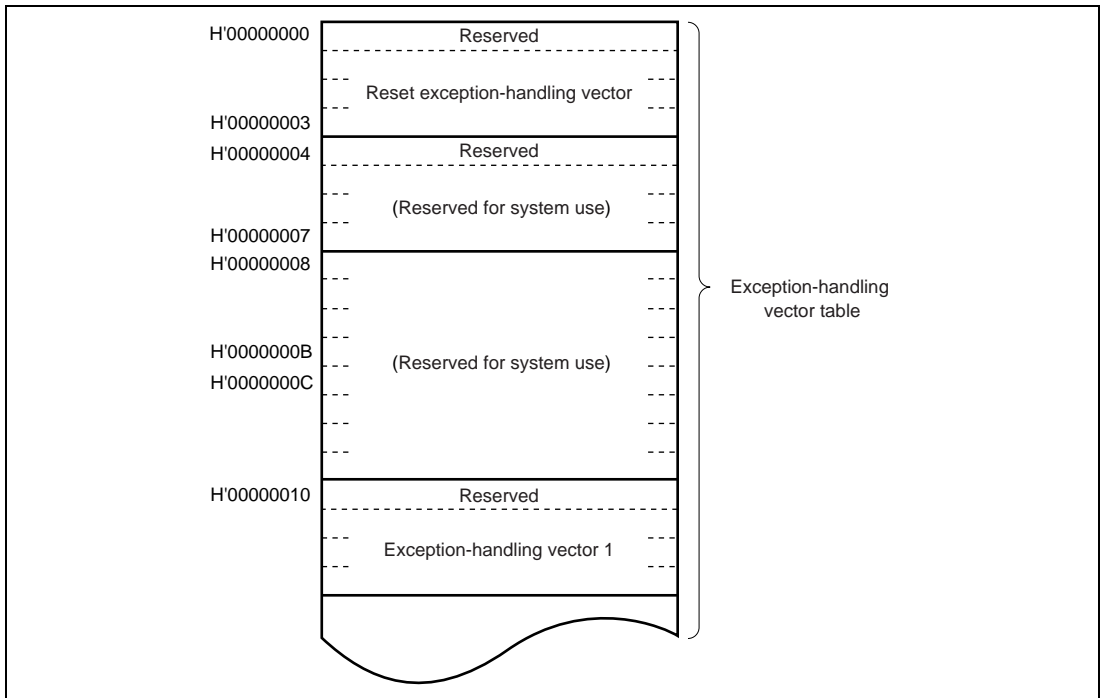 H'00000000
Reserved
Reset exception-handling vector
H'00000003
H'00000004
Reserved
(Reserved for system use)
H'00000007
H'00000008
H'0000000B
(Reserved for system use)
H'0000000C
H'00000010
Reserved
Exception-handling vector 1
Exception-handling
vector table